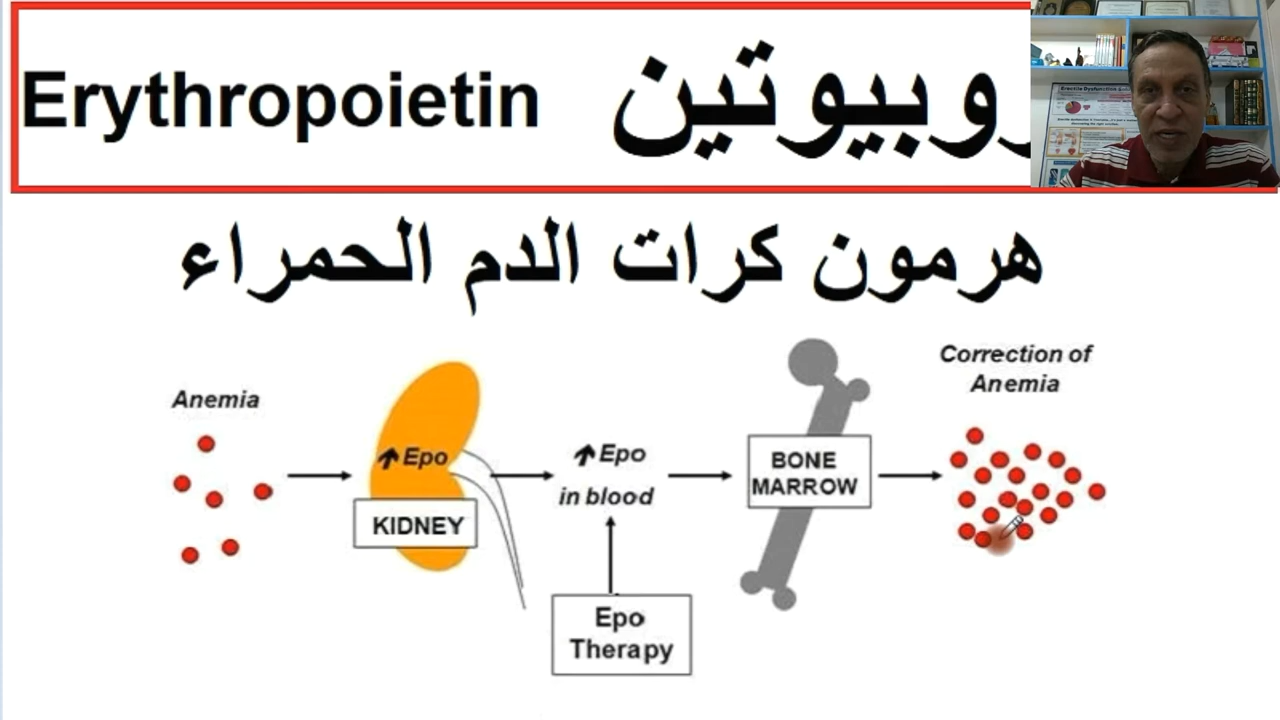 Erythropoietin
روبيوتين
هرمون كرات الدم الحمراء
Anemia
↑ Epo
KIDNEY
↑ Epo
in blood
Epo
Therapy
BONE
MARROW
Correction of
Anemia